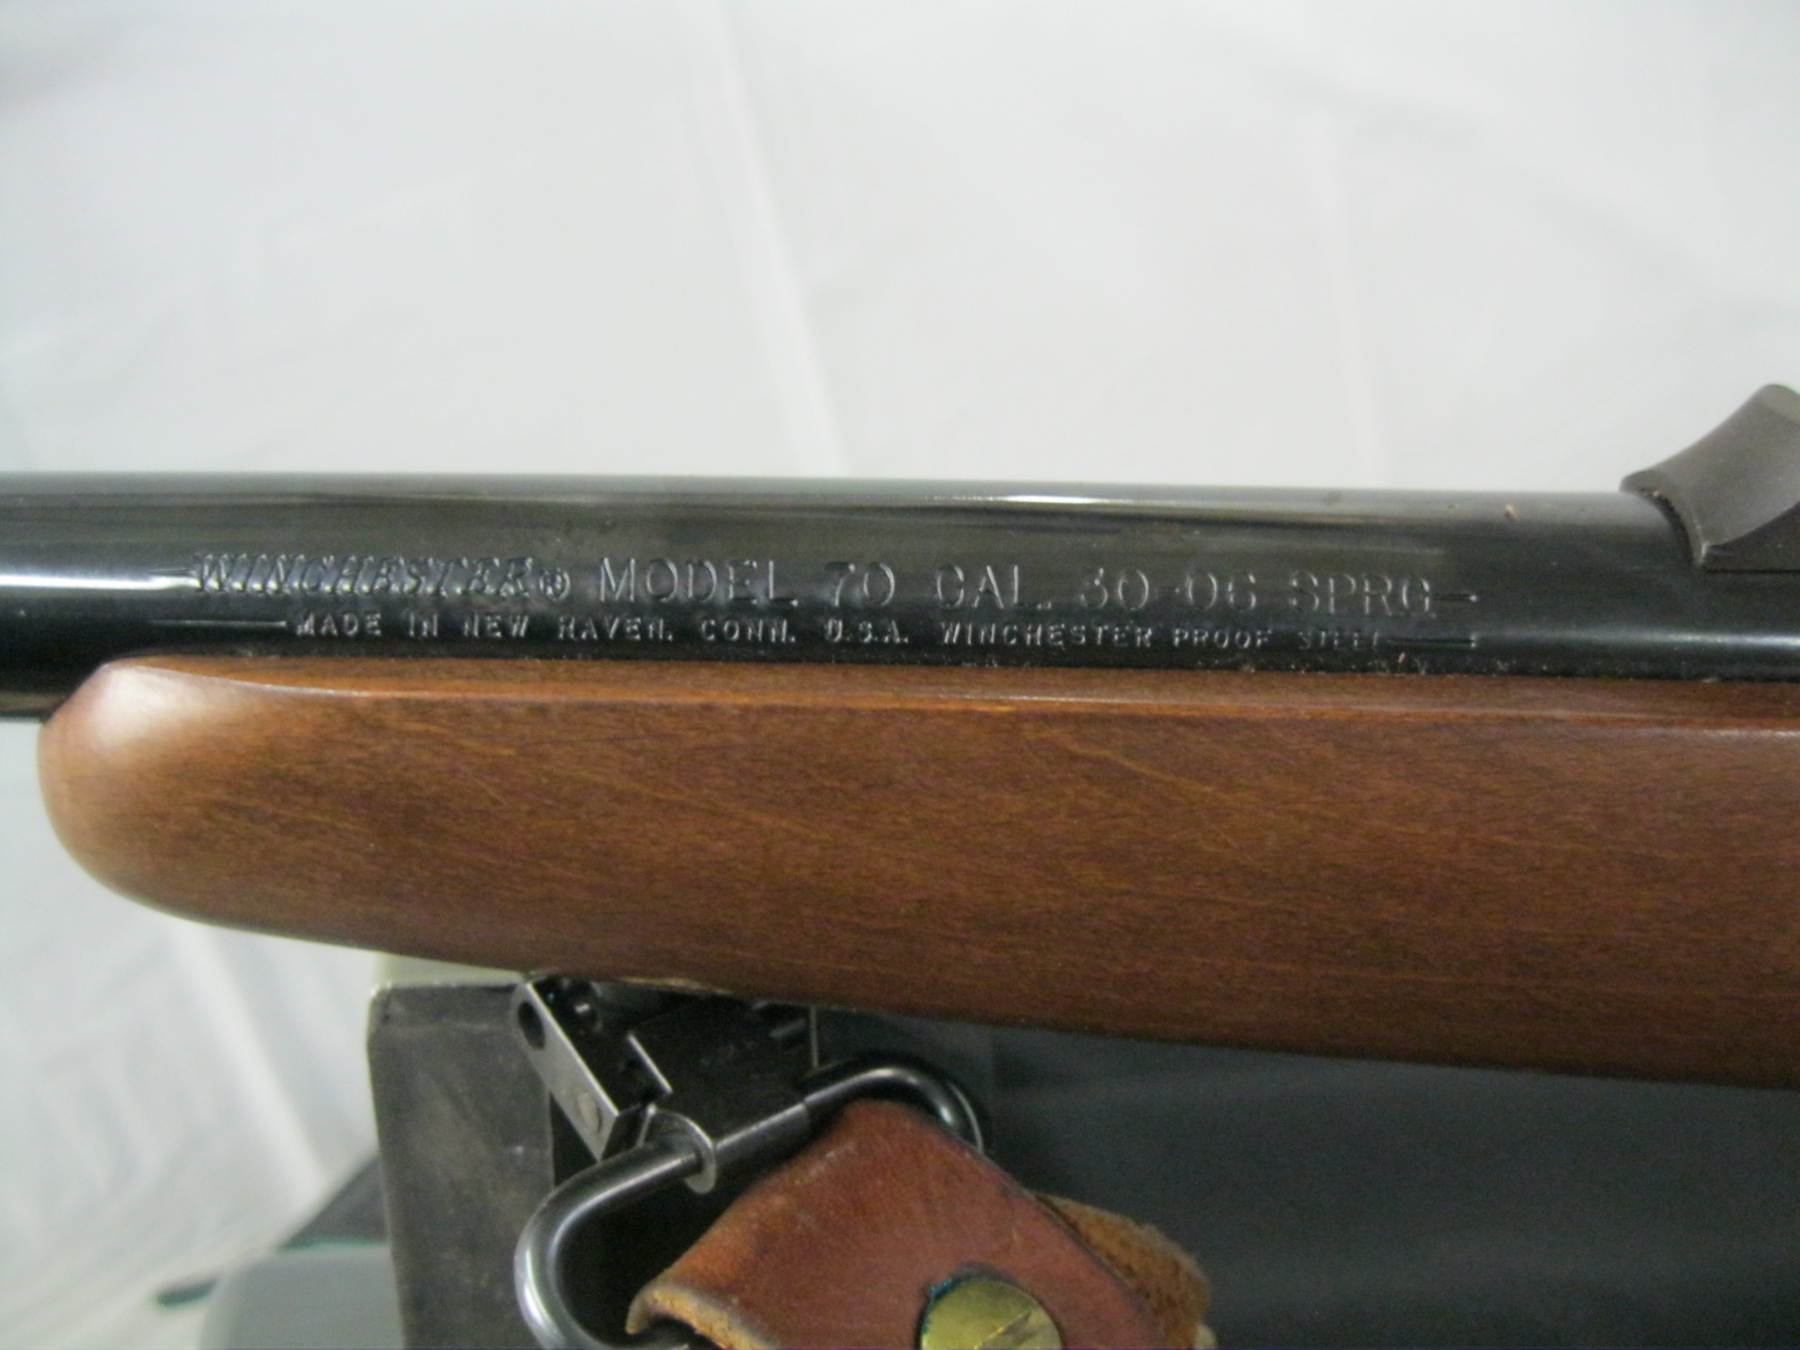 WINCHESTER® MODEL 70 CAL. 30-06 SPRG
MADE IN NEW HAVEN, CONN. U.S.A. WINCHESTER PROOF STEEL